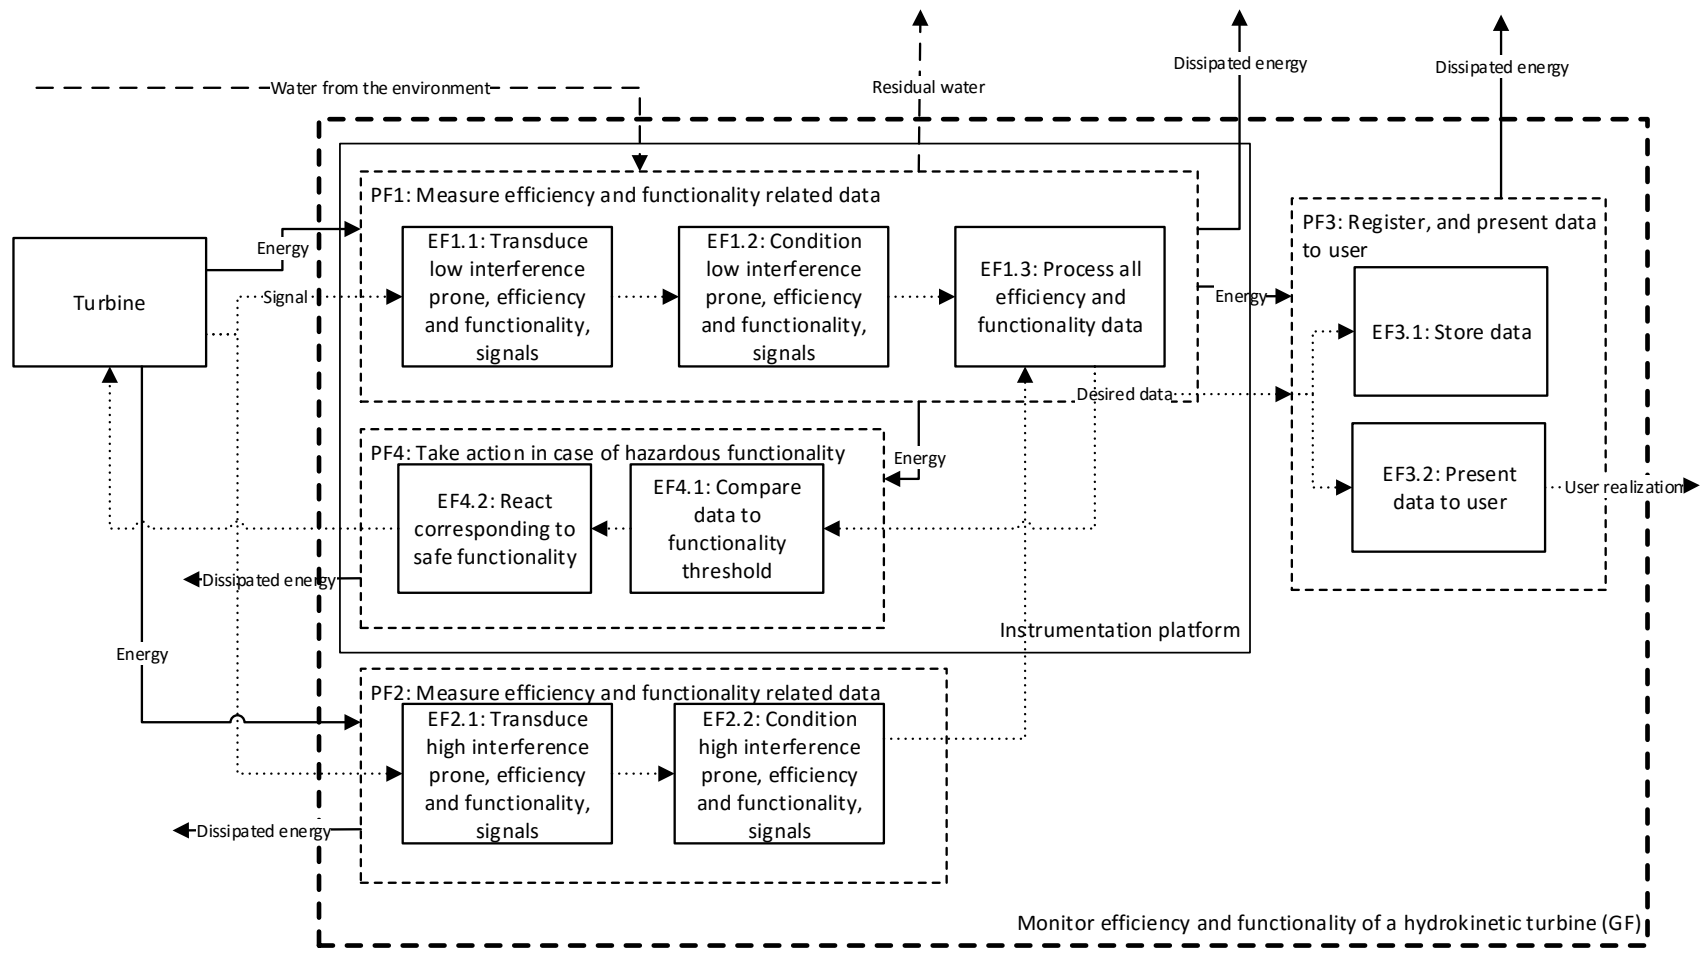 Dissipated energy
Dissipated energy
Water from the environment
Residual water
PF1: Measure efficiency and functionality related data
PF3: Register, and present data
to user
Energy
EF1.1: Transduce
low interference
prone, efficiency
and functionality,
signals
EF1.2: Condition
low interference
prone, efficiency
and functionality,
signals
EF1.3: Process all
efficiency and
functionality data
Turbine
Signal
Energy
EF3.1: Store data
Desired data
PF4: Take action in case of hazardous functionality
Energy
EF4.2: React
corresponding to
safe functionality
EF4.1: Compare
data to
functionality
threshold
EF3.2: Present
data to user
User realization
Dissipated energy
Instrumentation platform
Energy
PF2: Measure efficiency and functionality related data
EF2.1: Transduce
high interference
prone, efficiency
and functionality,
signals
EF2.2: Condition
high interference
prone, efficiency
and functionality,
signals
Dissipated energy
Monitor efficiency and functionality of a hydrokinetic turbine (GF)